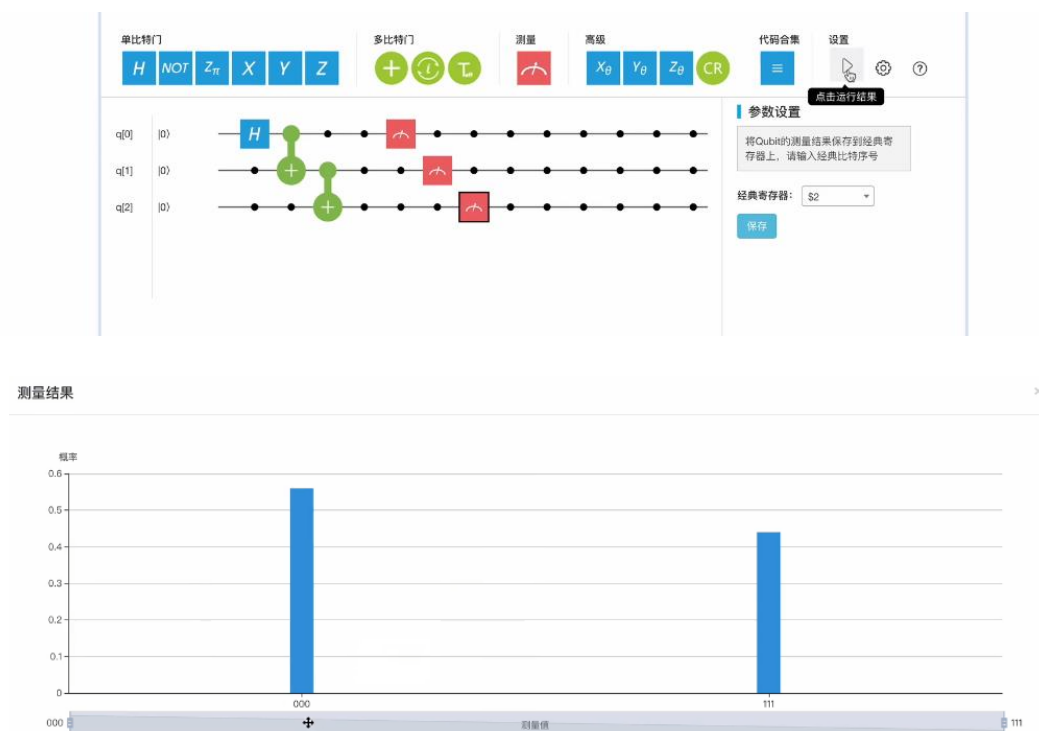 单比特门 多比特门 测量 高级 代码合集 设置
H NOT Zπ X Y Z + i CR
Xθ Yθ Zθ
点击运行结果
参数设置
将Qubit的测量结果保存到经典寄
存器上，请输入经典比特序号
经典寄存器： $2
保存
q[0] |0⟩ H
q[1] |0⟩ +
q[2] |0⟩ +
测量结果
概率
0.6
0.5
0.4
0.3
0.2
0.1
0
000 111
000 测量值 111